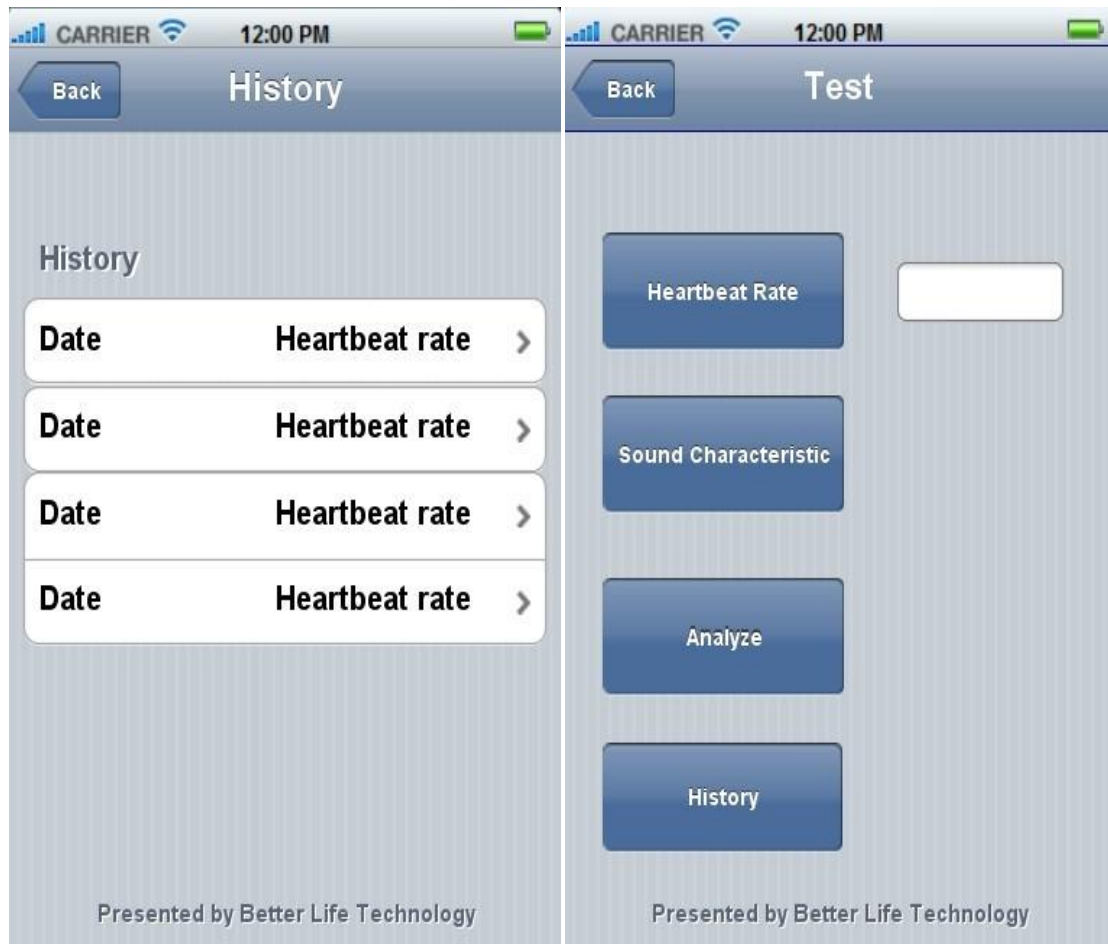 CARRIER 12:00 PM
Back History
History
Date Heartbeat rate
Date Heartbeat rate
Date Heartbeat rate
Date Heartbeat rate
Presented by Better Life Technology
CARRIER 12:00 PM
Back Test
Heartbeat Rate
Sound Characteristic
Analyze
History
Presented by Better Life Technology